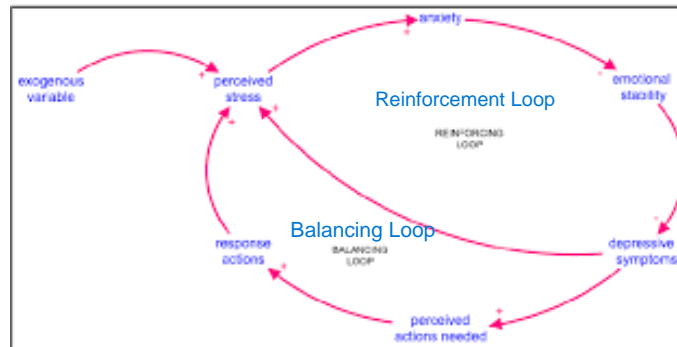 anxiety
+
exogenous
variable
+
perceived
stress
+
+
-
emotional
stability
Reinforcement Loop
REINFORCING
LOOP
-
Balancing Loop
BALANCING
LOOP
response
actions
+
depressive
symptoms
+
perceived
actions needed